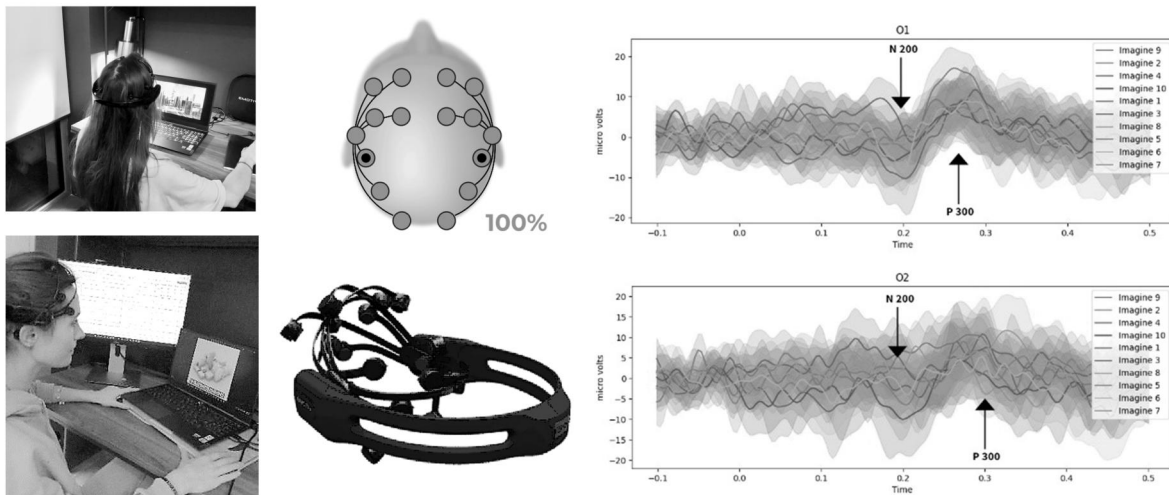 EMOTIV
100%
O1
N 200
P 300
micro volts
20
10
0
−10
−20
−0.1
0.0
0.1
0.2
0.3
0.4
0.5
Time
Imagine 9
Imagine 2
Imagine 4
Imagine 10
Imagine 1
Imagine 3
Imagine 8
Imagine 5
Imagine 6
Imagine 7
O2
N 200
P 300
micro volts
20
15
10
5
0
−5
−10
−15
−20
−0.1
0.0
0.1
0.2
0.3
0.4
0.5
Time
Imagine 9
Imagine 2
Imagine 4
Imagine 10
Imagine 1
Imagine 3
Imagine 8
Imagine 5
Imagine 6
Imagine 7